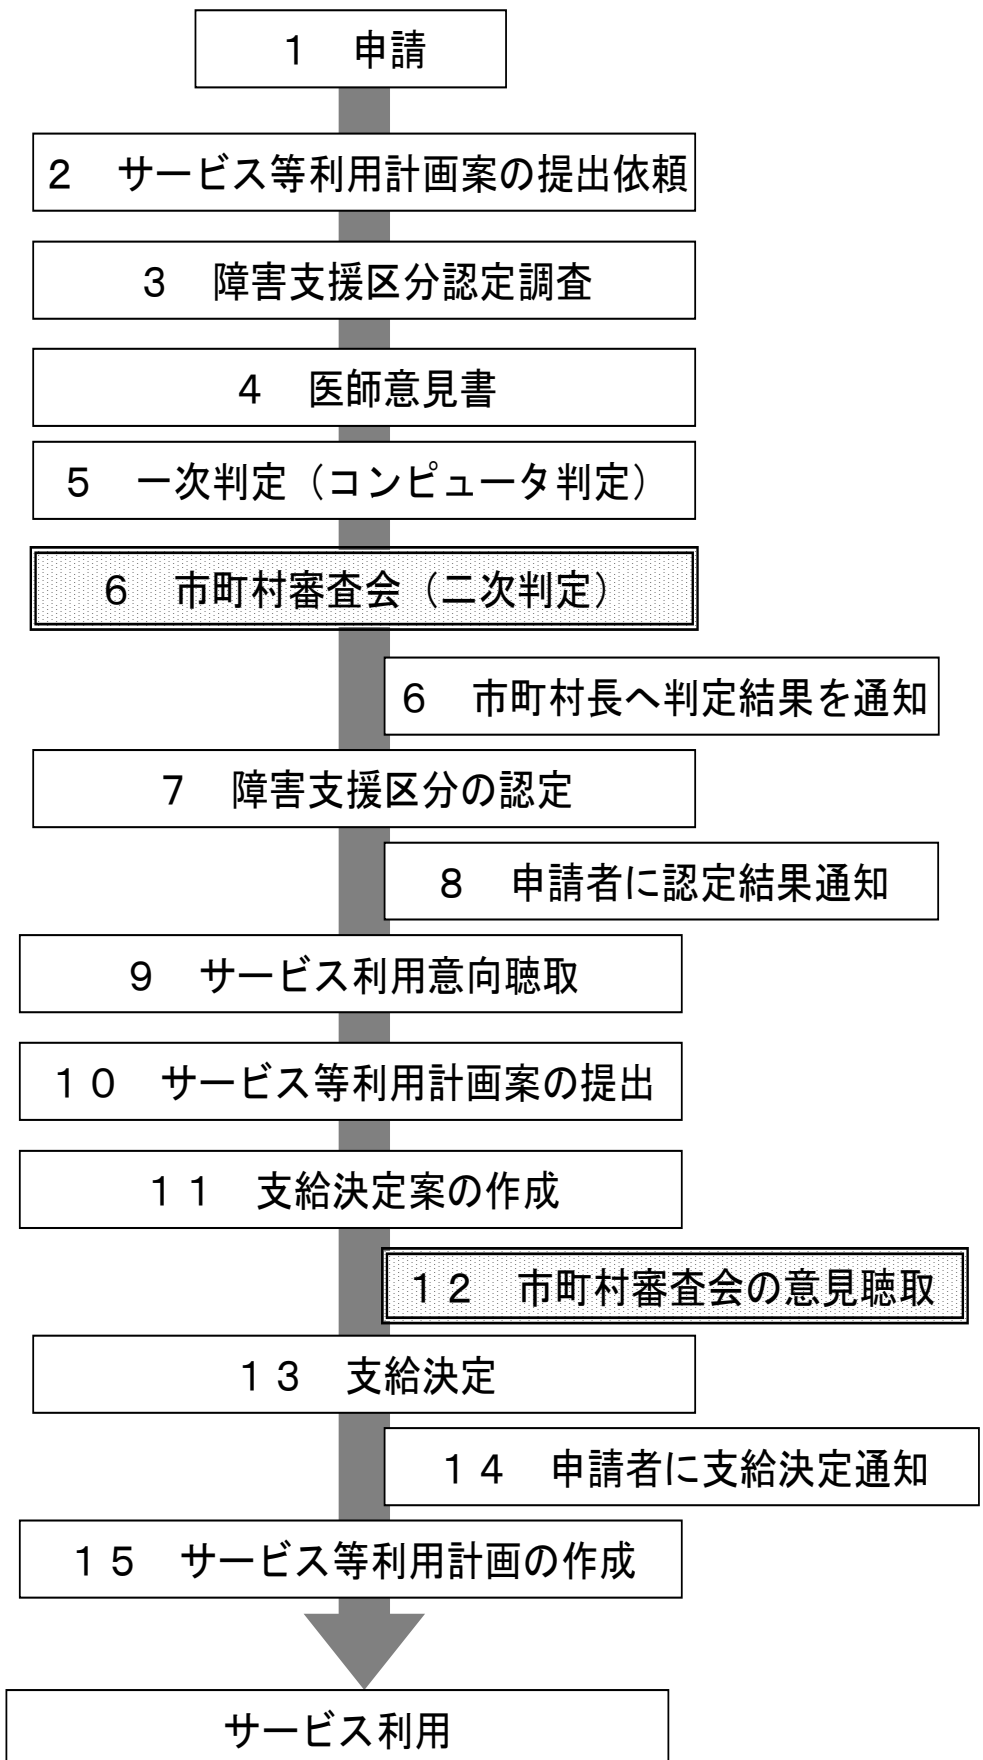 １　申請
２　サービス等利用計画案の提出依頼
３　障害支援区分認定調査
４　医師意見書
５　一次判定（コンピュータ判定）
６　市町村審査会（二次判定）
６　市町村長へ判定結果を通知
７　障害支援区分の認定
８　申請者に認定結果通知
９　サービス利用意向聴取
１０　サービス等利用計画案の提出
１１　支給決定案の作成
１２　市町村審査会の意見聴取
１３　支給決定
１４　申請者に支給決定通知
１５　サービス等利用計画の作成
サービス利用